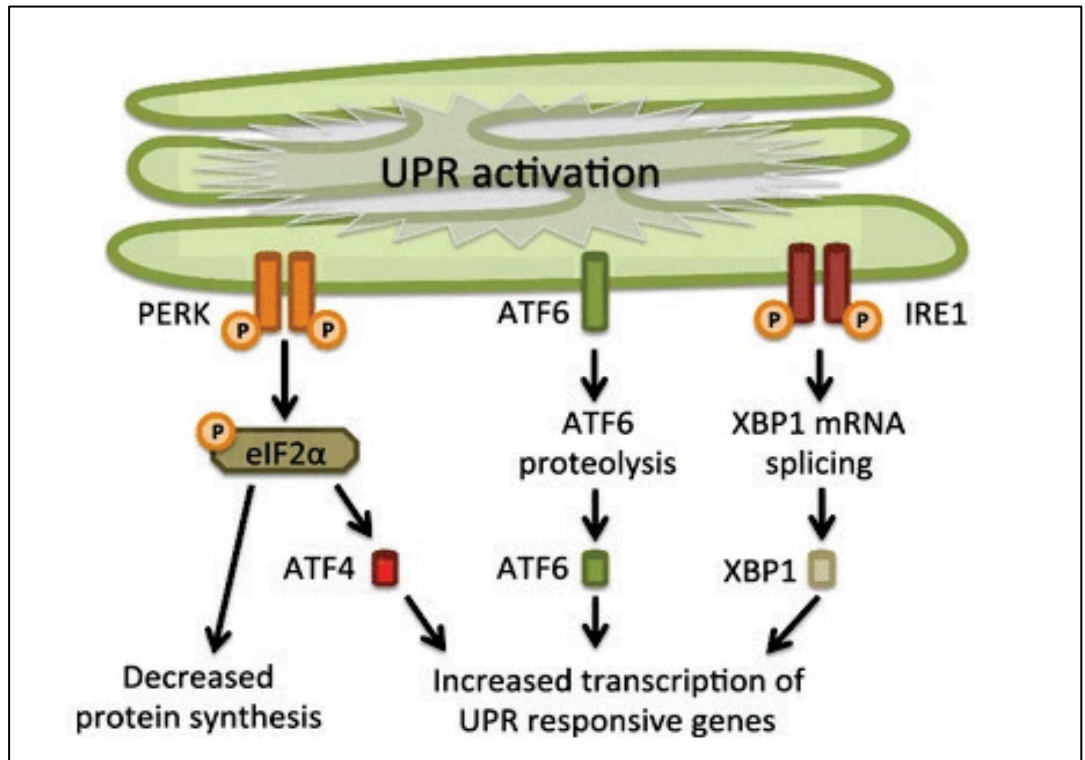 UPR activation
PERK
P
P
ATF6
P
P
IRE1
P
eIF2α
ATF6
proteolysis
XBP1 mRNA
splicing
ATF4
ATF6
XBP1
Decreased
protein synthesis
Increased transcription of
UPR responsive genes